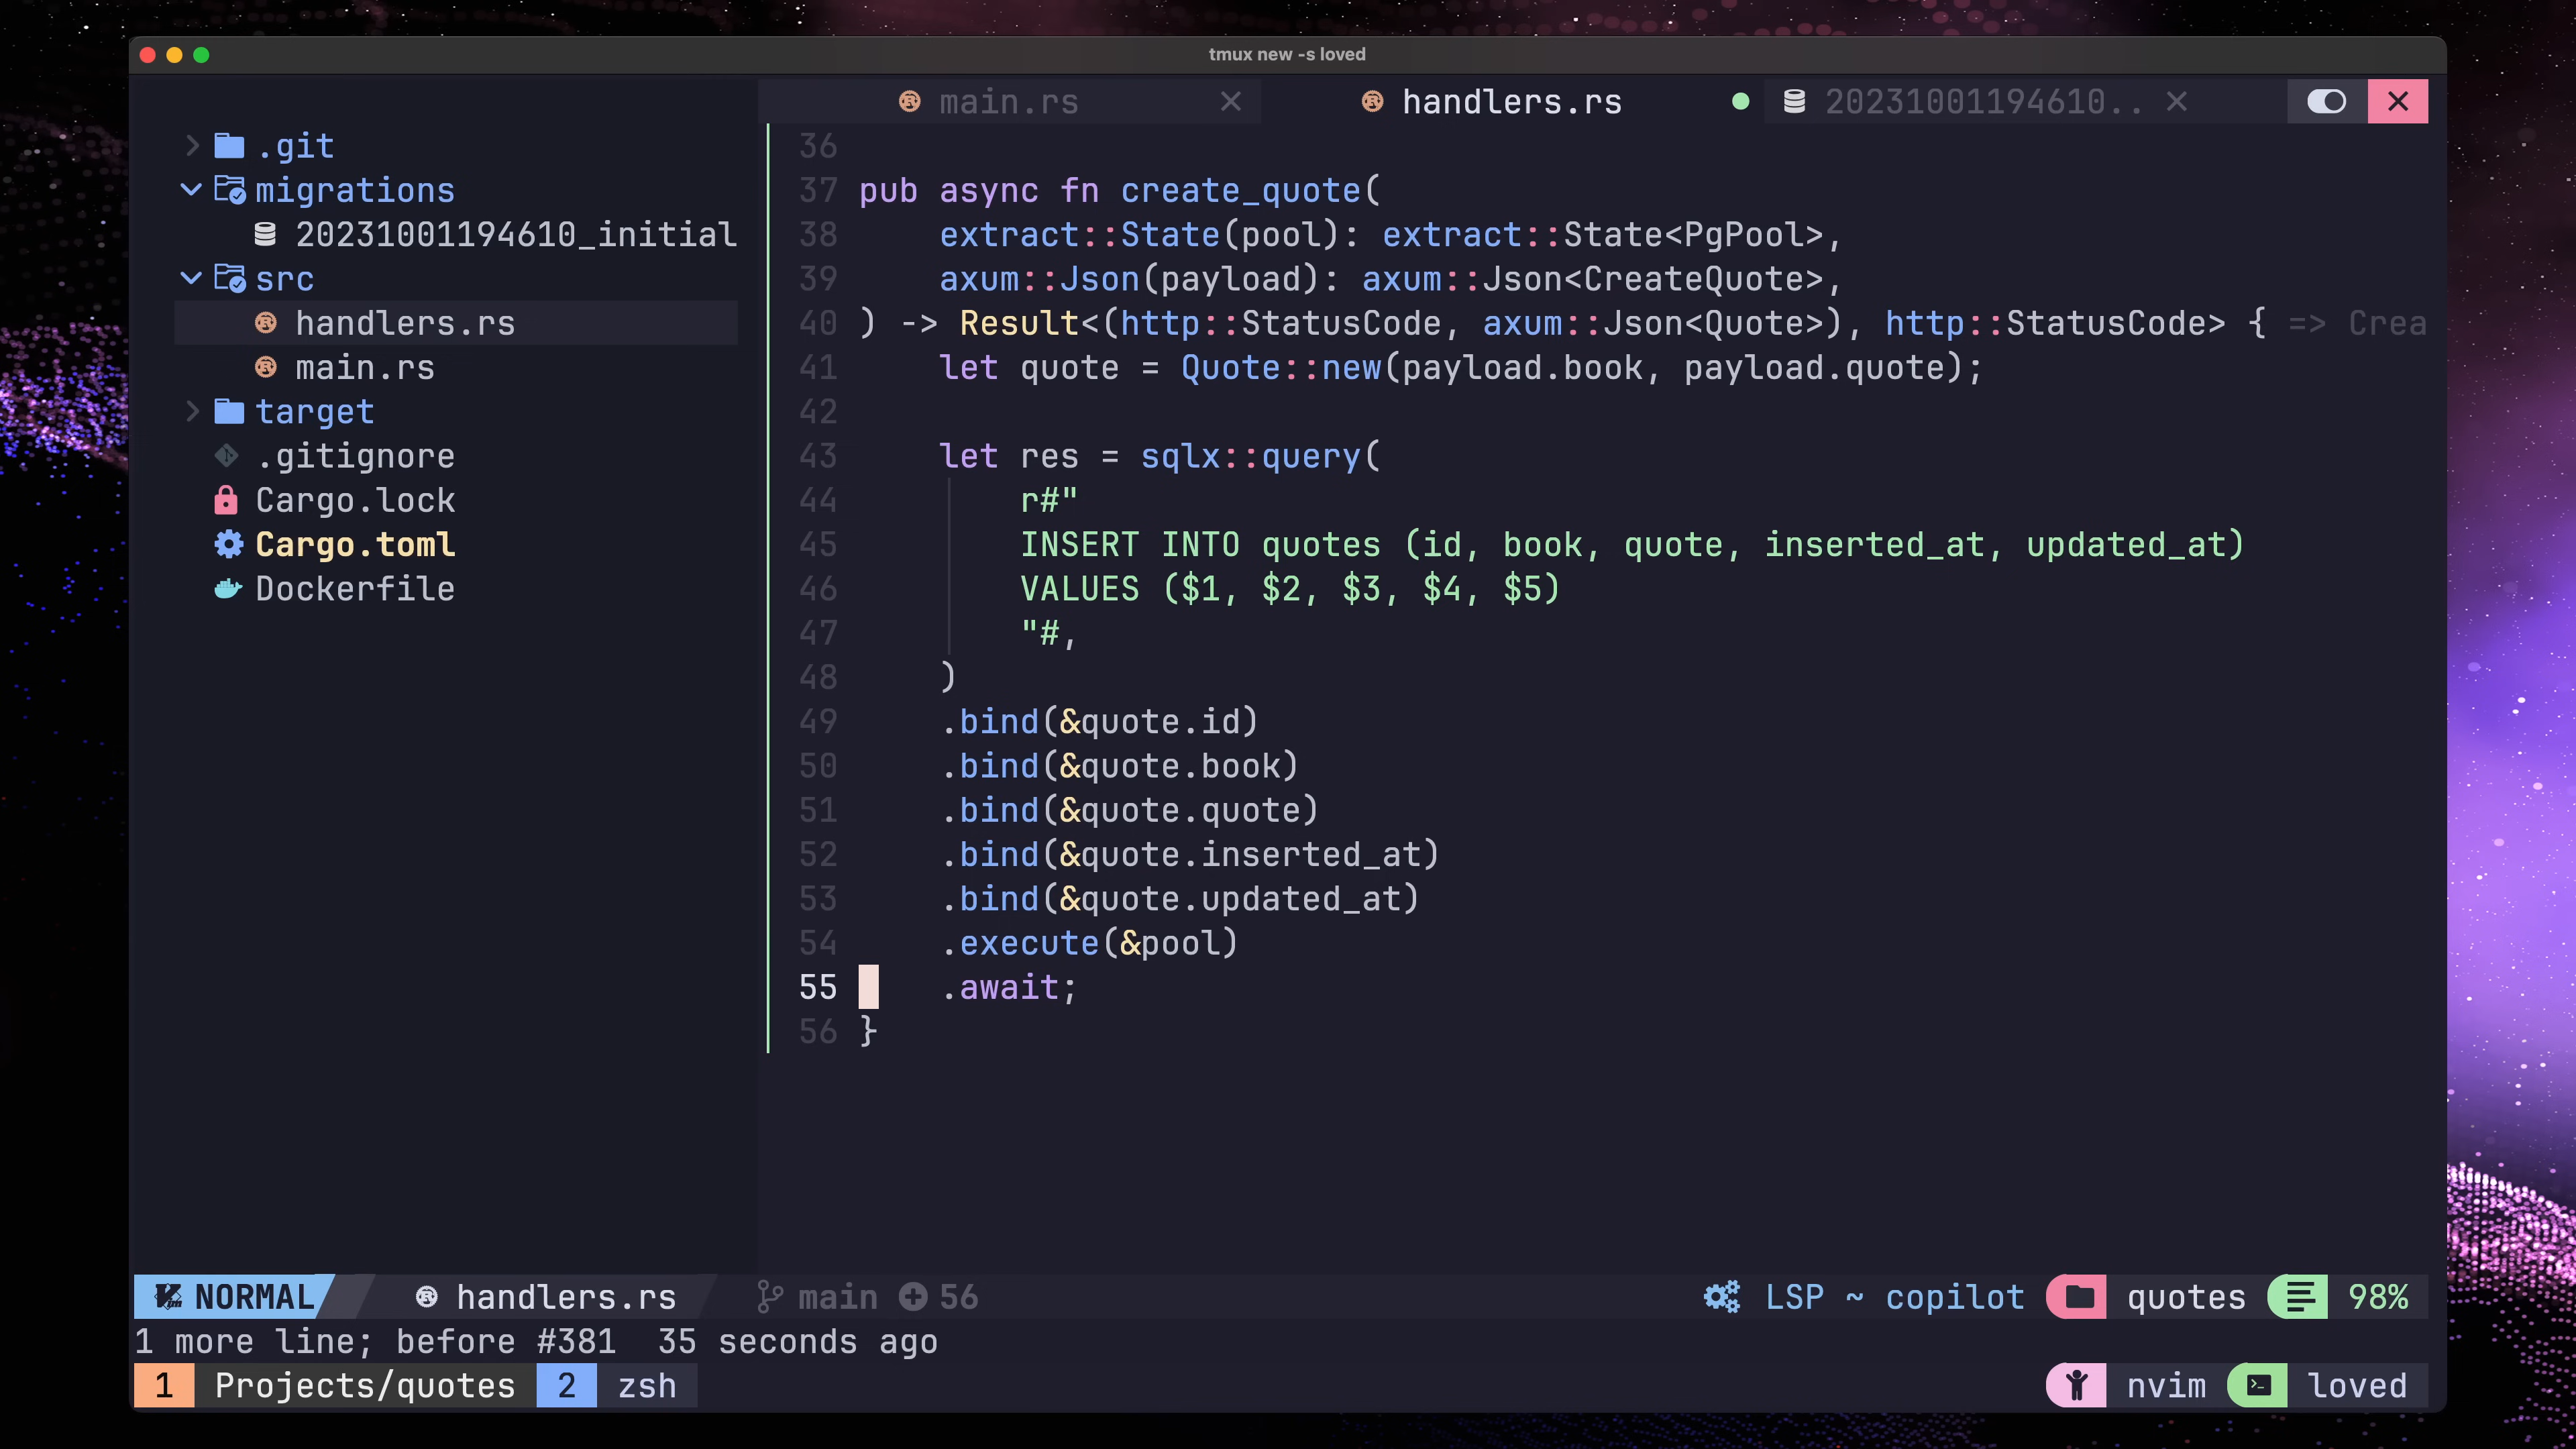 tmux new -s loved
main.rs
handlers.rs
20231001194610..
.git
migrations
20231001194610_initial
src
handlers.rs
main.rs
target
.gitignore
Cargo.lock
Cargo.toml
Dockerfile
36
37 pub async fn create_quote(
38     extract::State(pool): extract::State<PgPool>,
39     axum::Json(payload): axum::Json<CreateQuote>,
40 ) -> Result<(http::StatusCode, axum::Json<Quote>), http::StatusCode> { => Crea
41     let quote = Quote::new(payload.book, payload.quote);
42
43     let res = sqlx::query(
44         r#"
45         INSERT INTO quotes (id, book, quote, inserted_at, updated_at)
46         VALUES ($1, $2, $3, $4, $5)
47         "#,
48     )
49     .bind(&quote.id)
50     .bind(&quote.book)
51     .bind(&quote.quote)
52     .bind(&quote.inserted_at)
53     .bind(&quote.updated_at)
54     .execute(&pool)
55     .await;
56 }
NORMAL handlers.rs main 56 LSP ~ copilot quotes 98%
1 more line; before #381  35 seconds ago
1 Projects/quotes 2 zsh nvim loved